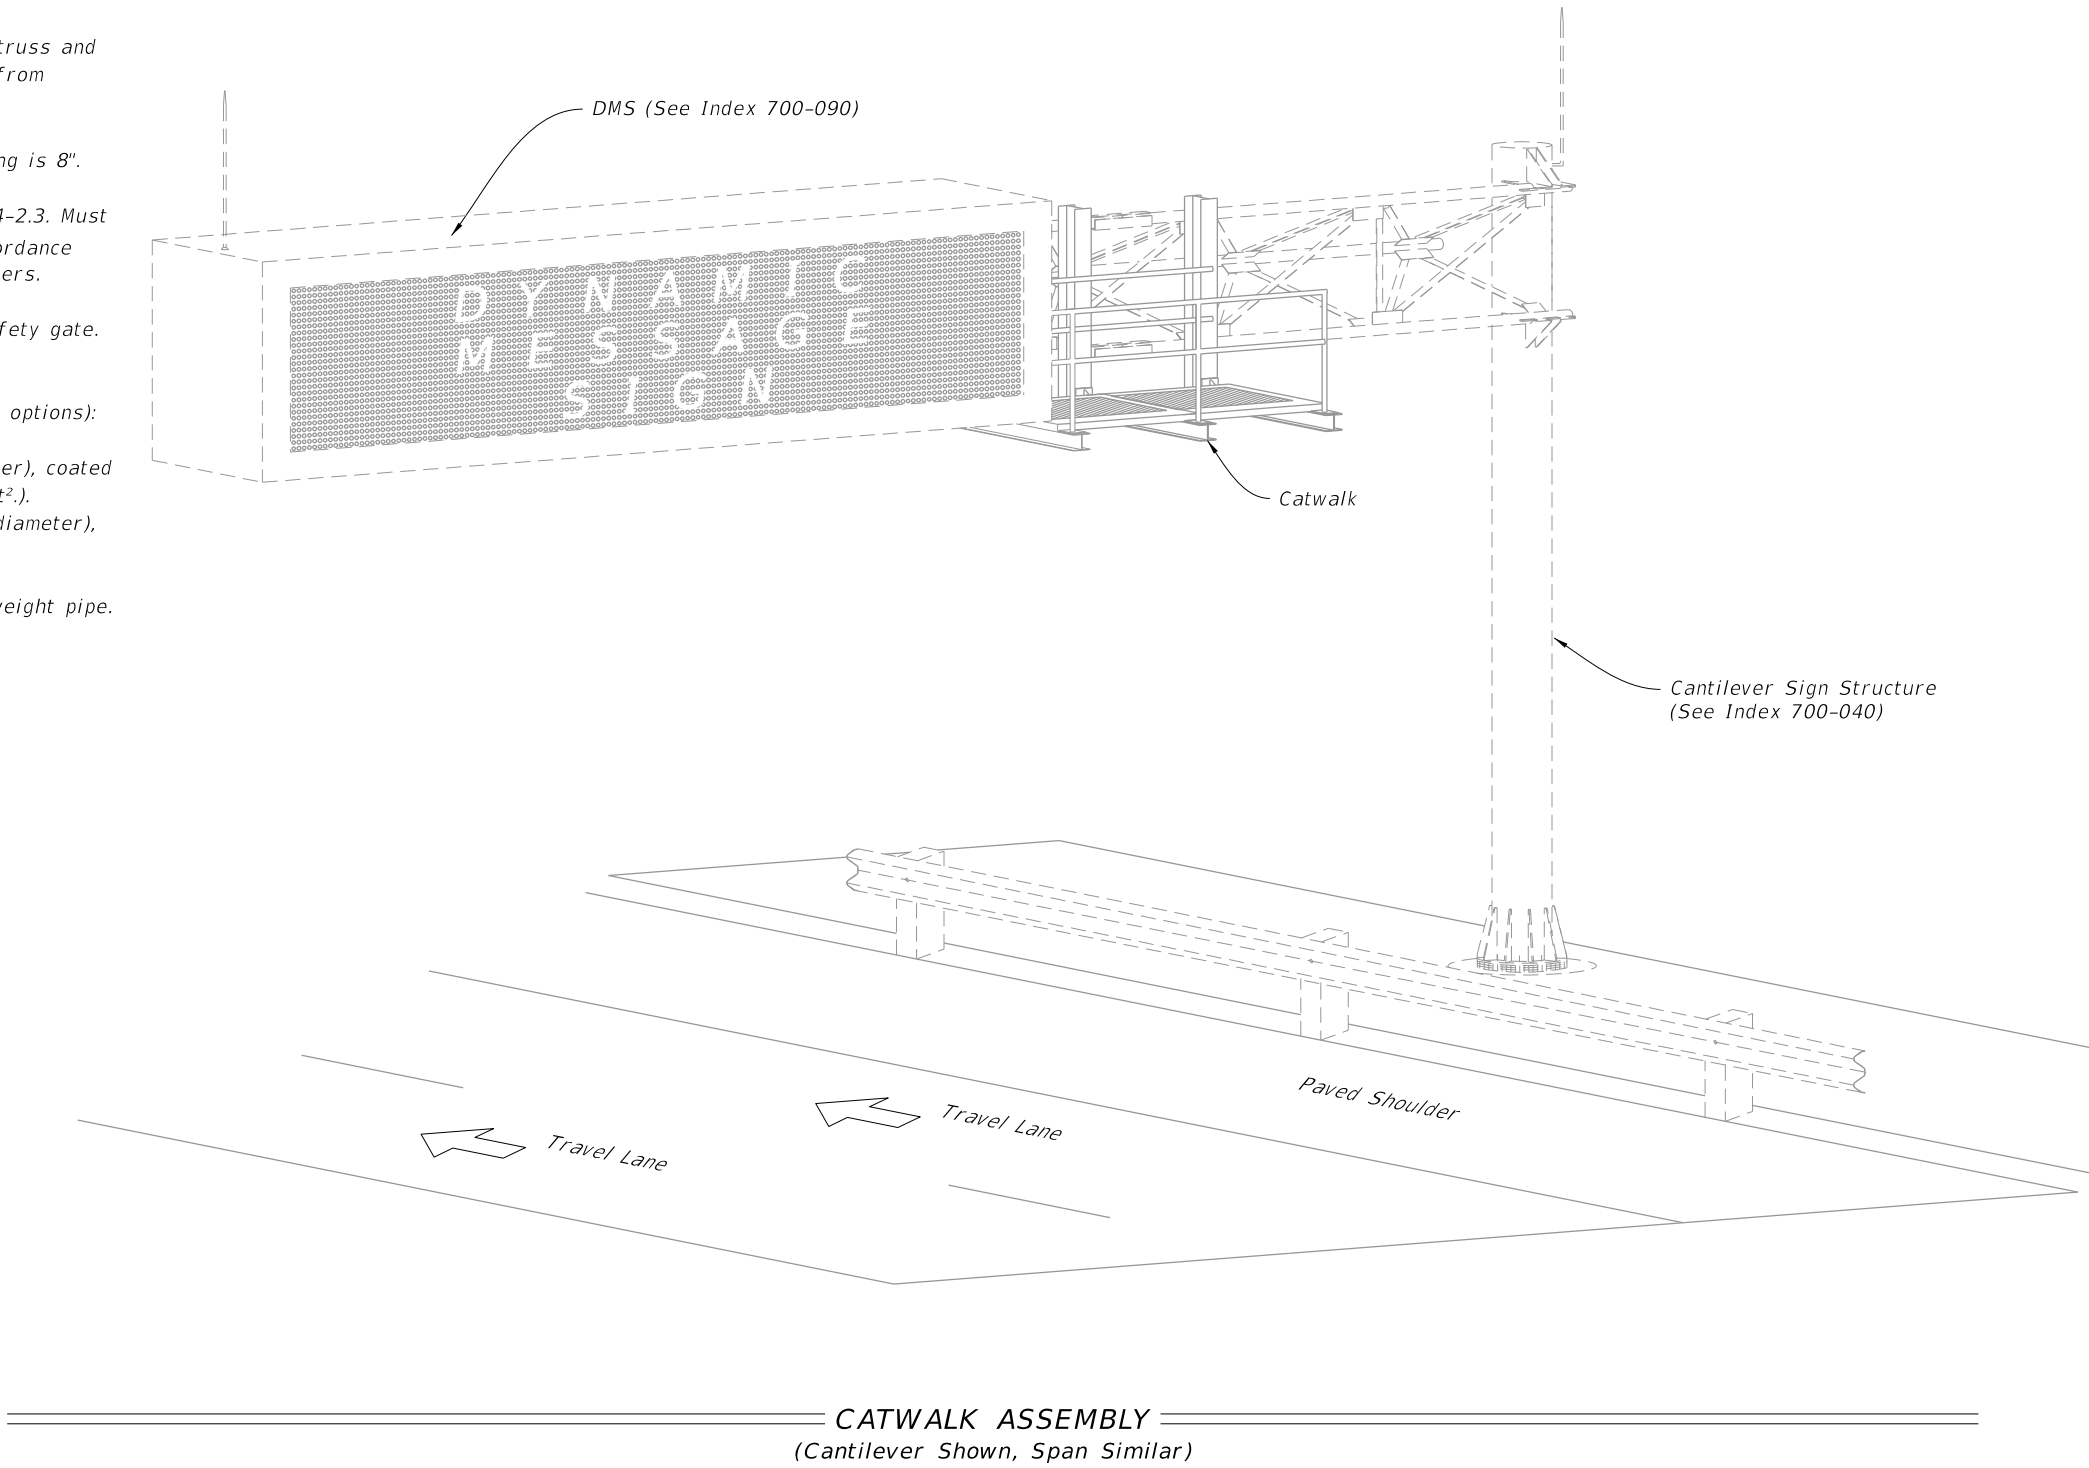 truss and
from
ng is 8".
4-2.3. Must
ordance
ers.
fety gate.
options):
er), coated
t².).
diameter),
weight pipe.
DMS (See Index 700-090)
DYNAMIC
MESSAGE
SIGN
Catwalk
Cantilever Sign Structure
(See Index 700-040)
Paved Shoulder
Travel Lane
Travel Lane
CATWALK ASSEMBLY
(Cantilever Shown, Span Similar)